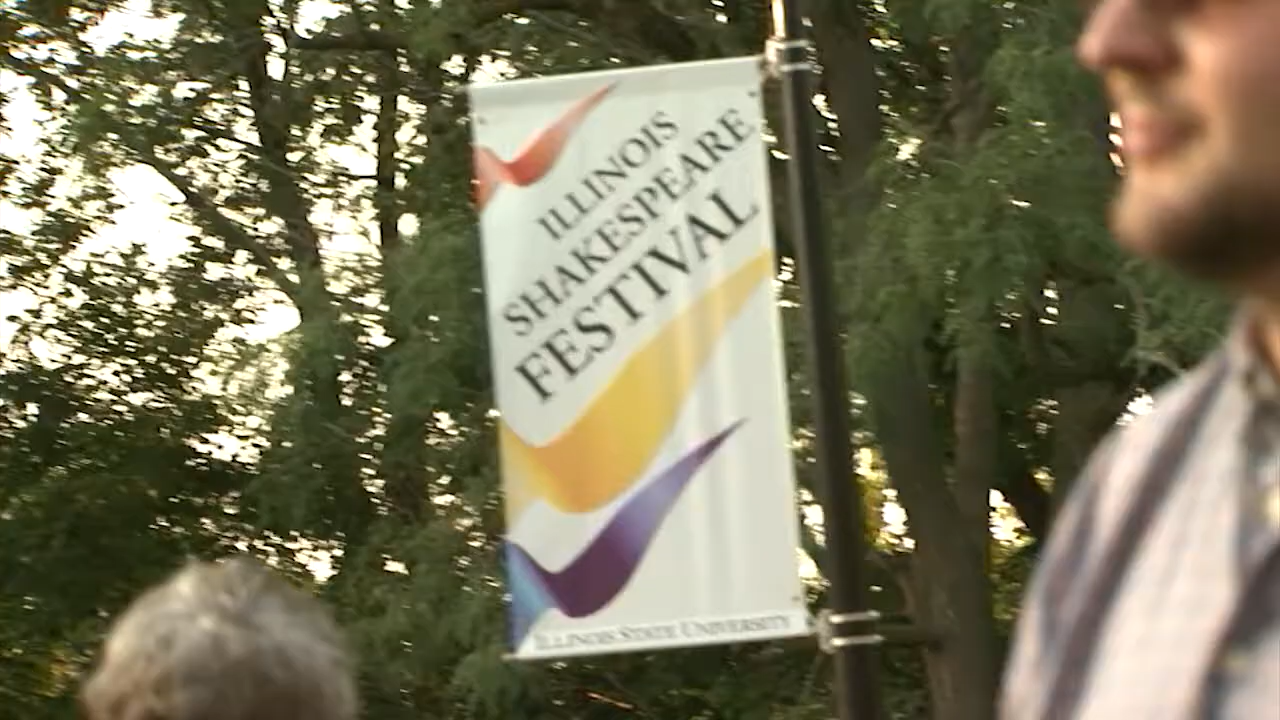 ILLINOIS
SHAKESPEARE
FESTIVAL
ILLINOIS STATE UNIVERSITY